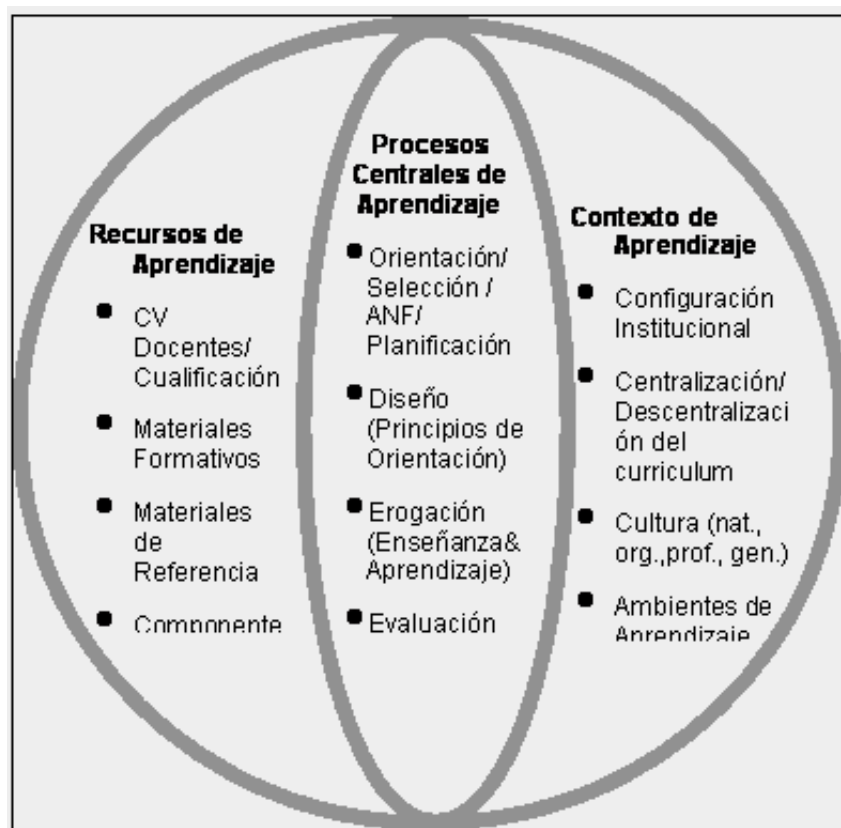 Recursos de
Aprendizaje
CV
Docentes/
Cualificación
Materiales
Formativos
Materiales
de
Referencia
Componente
Procesos
Centrales de
Aprendizaje
Orientación/
Selección /
ANF/
Planificación
Diseño
(Principios de
Orientación)
Erogación
(Enseñanza&
Aprendizaje)
Evaluación
Contexto de
Aprendizaje
Configuración
Institucional
Centralización/
Descentralizaci
ón del
curriculum
Cultura (nat.,
org.,prof., gen.)
Ambientes de
Aprendizaje